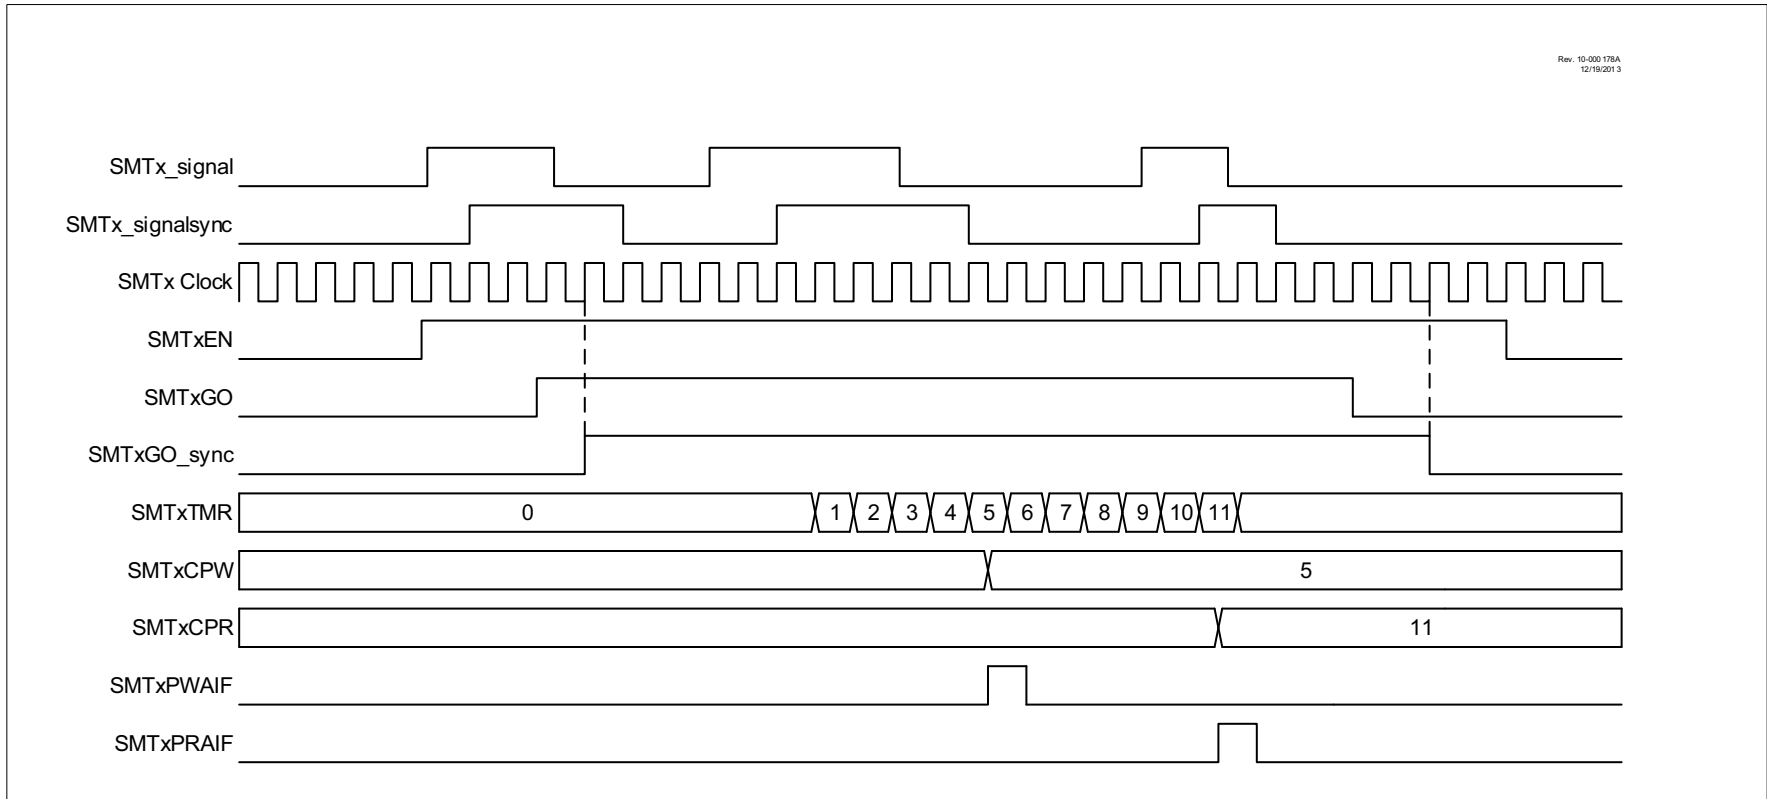 Rev. 10-000 178A
12/19/201 3
SMTx_signal
SMTx_signalsync
SMTx Clock
SMTxEN
SMTxGO
SMTxGO_sync
SMTxTMR 0 1 2 3 4 5 6 7 8 9 10 11
SMTxCPW 5
SMTxCPR 11
SMTxPWAIF
SMTxPRAIF